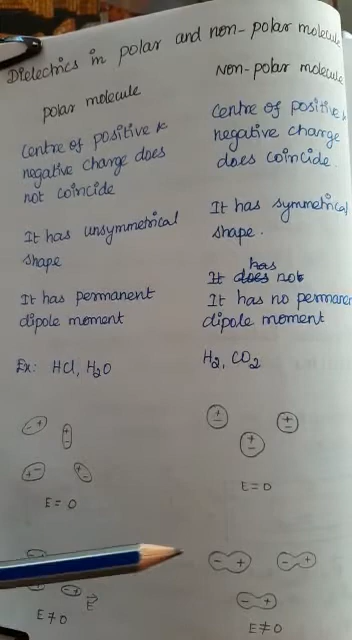 Dielectrics in polar and non-polar molecule
polar molecule
Centre of positive &
negative charge does
not coincide
It has unsymmetrical
shape
It has permanent
dipole moment
Ex: HCl, H2O
- +
+ -
+ -
+ -
E = 0
- +
E
E≠0
Non-polar molecule
Centre of positive &
negative charge
does coincide.
It has symmetrical
shape.
has
It does not
It has no permanen
dipole moment
H2, CO2
+ -
+ -
+ -
E = 0
- +
- +
- +
E≠0